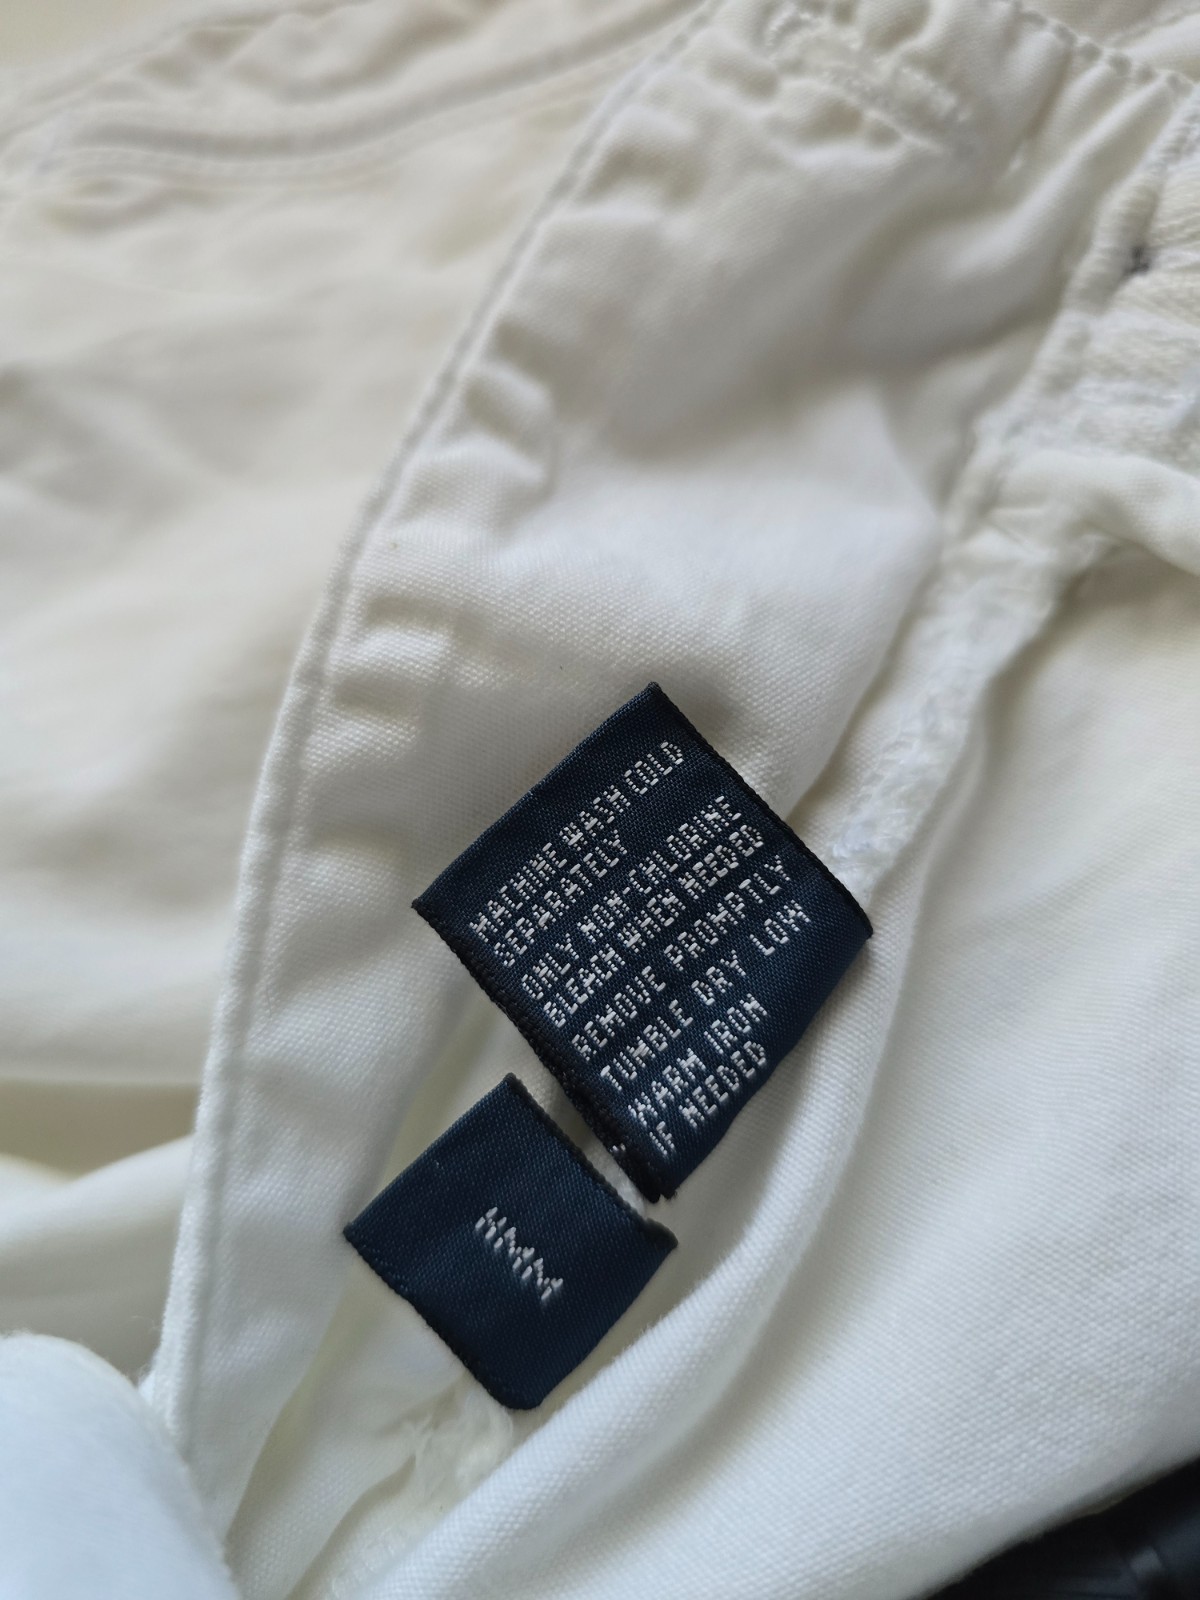 MACHINE WASH COLD
SEPARATELY
ONLY NON-CHLORINE
BLEACH WHEN NEEDED
REMOVE PROMPTLY
TUMBLE DRY LOW
WARM IRON
IF NEEDED